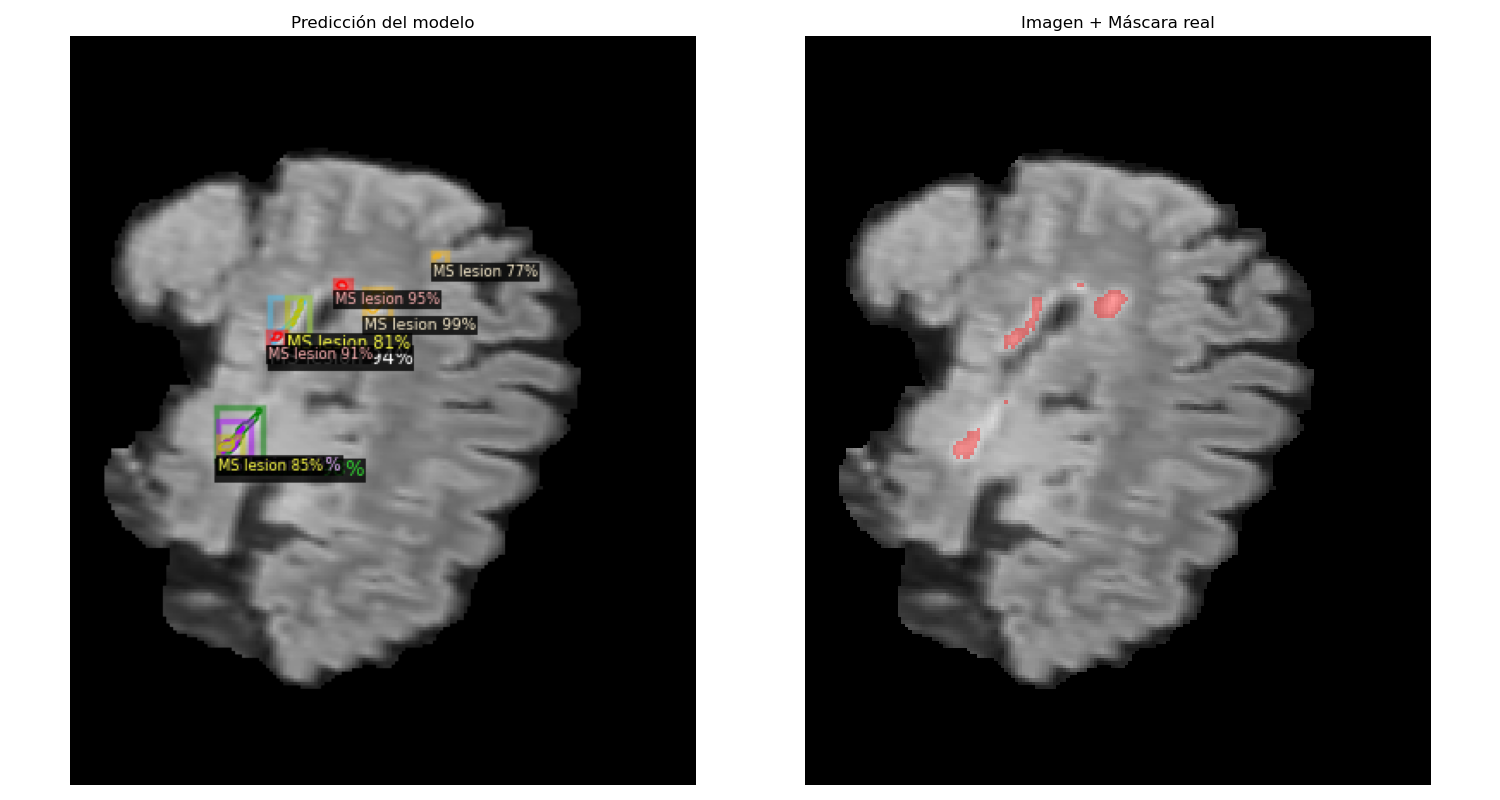 Predicción del modelo
Imagen + Máscara real
MS lesion 77%
MS lesion 95%
MS lesion 99%
MS lesion 81%
MS lesion 91%
94%
MS lesion 85%
%
%